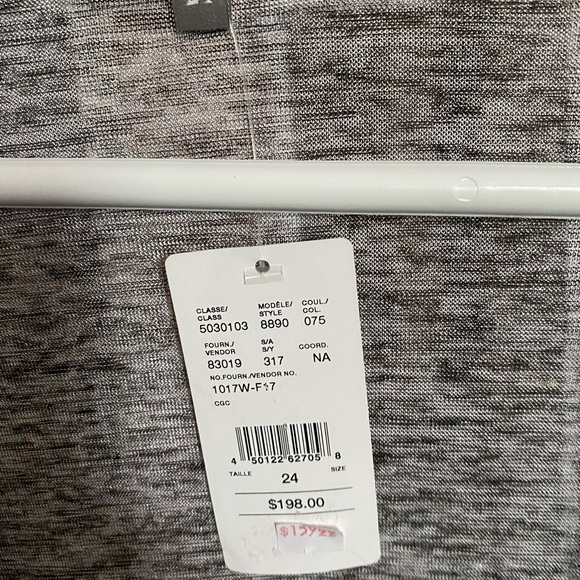 CLASSE/ CLASS MODÈLE/ STYLE COUL./ COL.
5030103 8890 075
FOURN./ VENDOR S/A S/Y COORD.
83019 317 NA
NO.FOURN./VENDOR NO.
1017W-F17
CGC
4 50122 62705 8
TAILLE 24 SIZE
$198.00